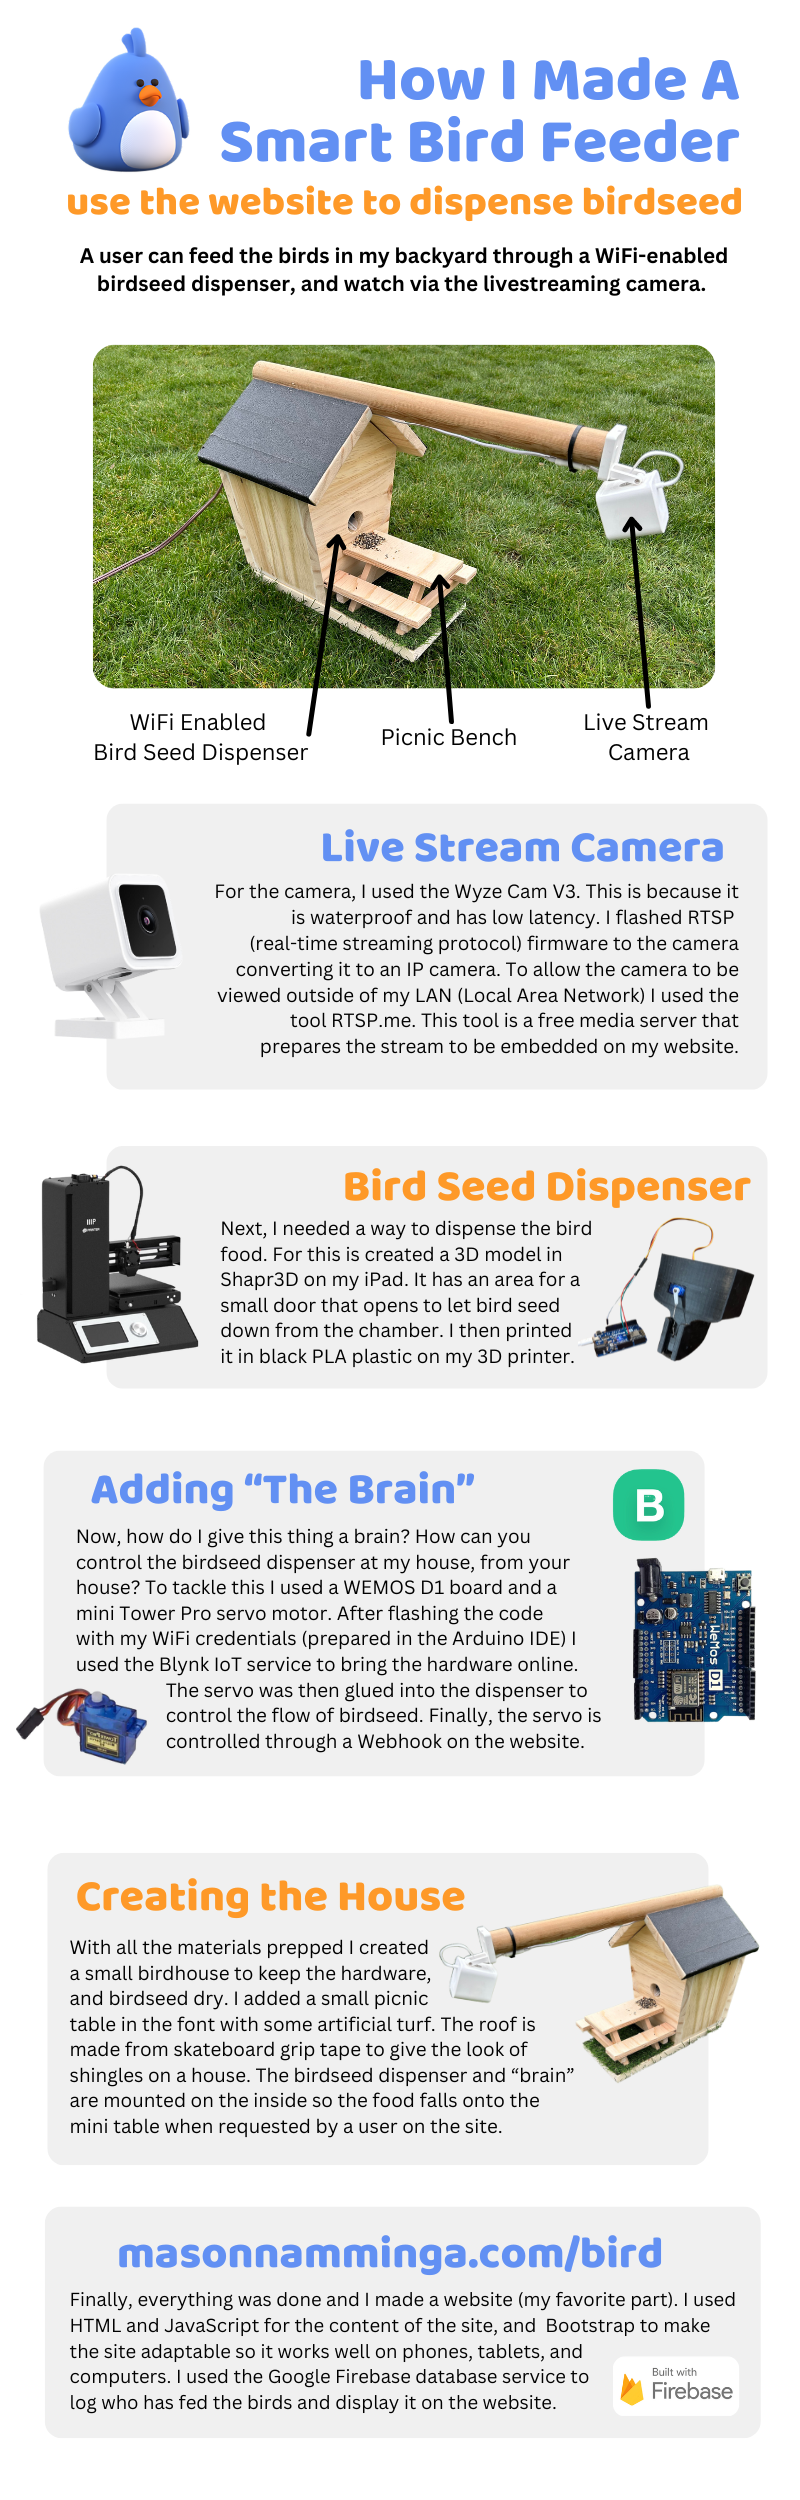 How I Made A
Smart Bird Feeder
use the website to dispense birdseed
A user can feed the birds in my backyard through a WiFi-enabled
birdseed dispenser, and watch via the livestreaming camera.
WiFi Enabled
Bird Seed Dispenser
Picnic Bench
Live Stream
Camera
Live Stream Camera
For the camera, I used the Wyze Cam V3. This is because it
is waterproof and has low latency. I flashed RTSP
(real-time streaming protocol) firmware to the camera
converting it to an IP camera. To allow the camera to be
viewed outside of my LAN (Local Area Network) I used the
tool RTSP.me. This tool is a free media server that
prepares the stream to be embedded on my website.
Bird Seed Dispenser
Next, I needed a way to dispense the bird
food. For this is created a 3D model in
Shapr3D on my iPad. It has an area for a
small door that opens to let bird seed
down from the chamber. I then printed
it in black PLA plastic on my 3D printer.
Adding “The Brain”
B
Now, how do I give this thing a brain? How can you
control the birdseed dispenser at my house, from your
house? To tackle this I used a WEMOS D1 board and a
mini Tower Pro servo motor. After flashing the code
with my WiFi credentials (prepared in the Arduino IDE) I
used the Blynk IoT service to bring the hardware online.
The servo was then glued into the dispenser to
control the flow of birdseed. Finally, the servo is
controlled through a Webhook on the website.
WeMos
D1
Creating the House
With all the materials prepped I created
a small birdhouse to keep the hardware,
and birdseed dry. I added a small picnic
table in the font with some artificial turf. The roof is
made from skateboard grip tape to give the look of
shingles on a house. The birdseed dispenser and “brain”
are mounted on the inside so the food falls onto the
mini table when requested by a user on the site.
masonnamminga.com/bird
Finally, everything was done and I made a website (my favorite part). I used
HTML and JavaScript for the content of the site, and Bootstrap to make
the site adaptable so it works well on phones, tablets, and
computers. I used the Google Firebase database service to
log who has fed the birds and display it on the website.
Built with
Firebase